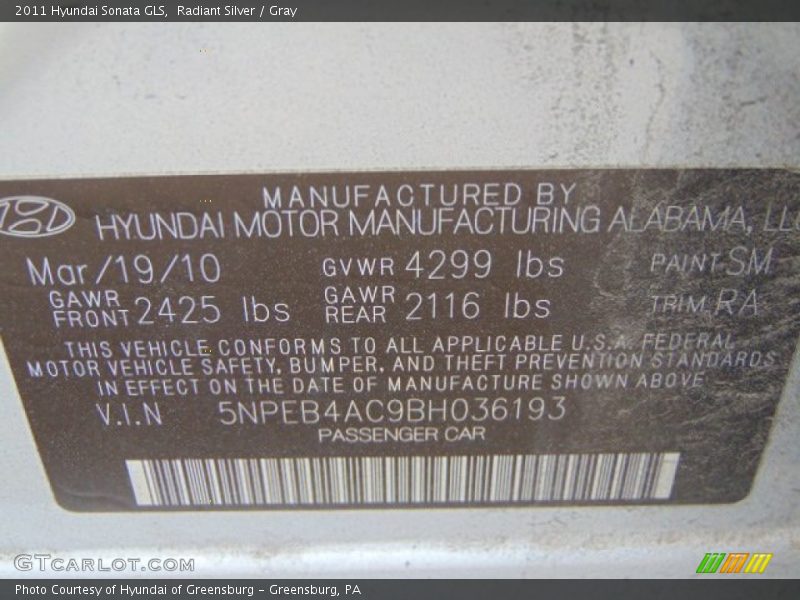 2011 Hyundai Sonata GLS,  Radiant Silver / Gray
MANUFACTURED BY
HYUNDAI MOTOR MANUFACTURING ALABAMA, LLC
Mar/19/10 GVWR 4299 lbs PAINT SM
GAWR FRONT 2425 lbs GAWR REAR 2116 lbs TRIM RA
THIS VEHICLE CONFORMS TO ALL APPLICABLE U.S.A. FEDERAL
MOTOR VEHICLE SAFETY, BUMPER, AND THEFT PREVENTION STANDARDS
IN EFFECT ON THE DATE OF MANUFACTURE SHOWN ABOVE
V.I.N 5NPEB4AC9BH036193
PASSENGER CAR
GTCARLOT.COM
Photo Courtesy of Hyundai of Greensburg - Greensburg, PA